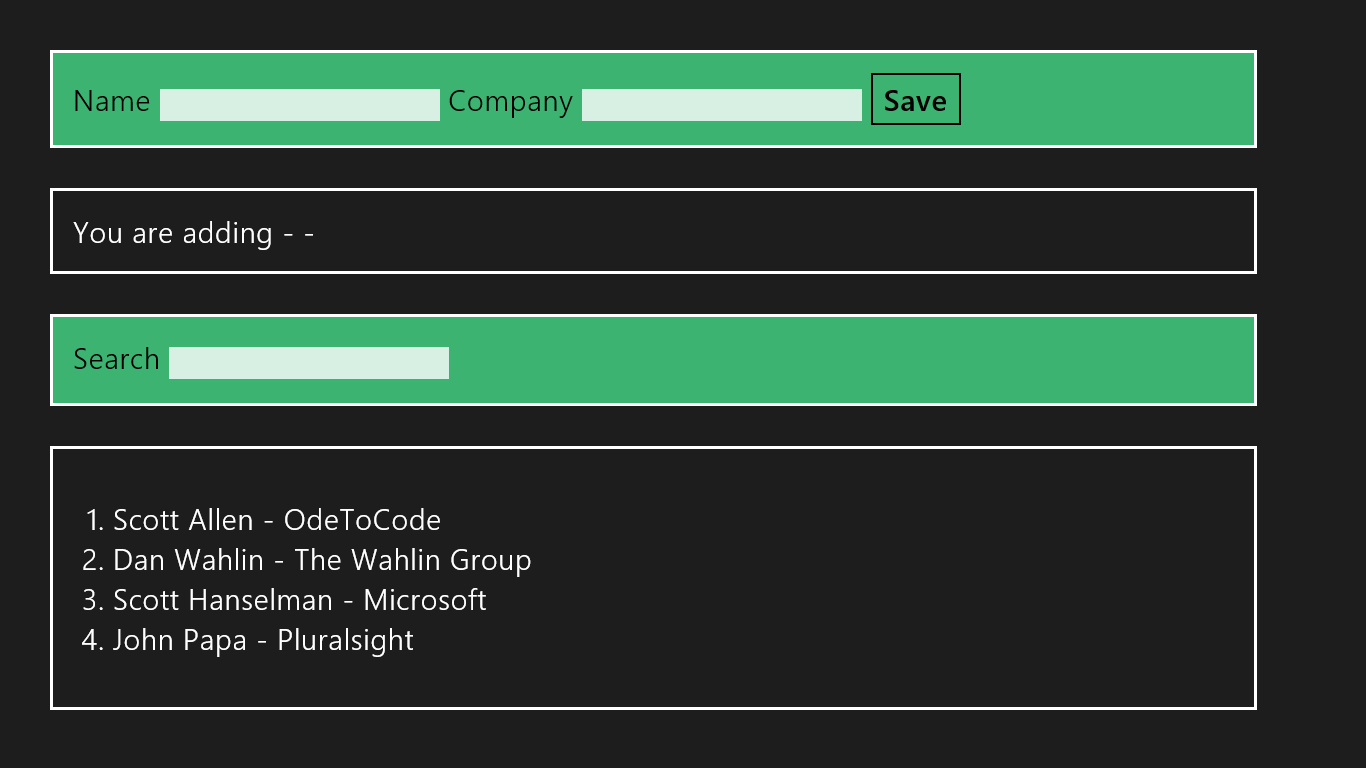 Name Company Save
You are adding - -
Search
1. Scott Allen - OdeToCode
2. Dan Wahlin - The Wahlin Group
3. Scott Hanselman - Microsoft
4. John Papa - Pluralsight